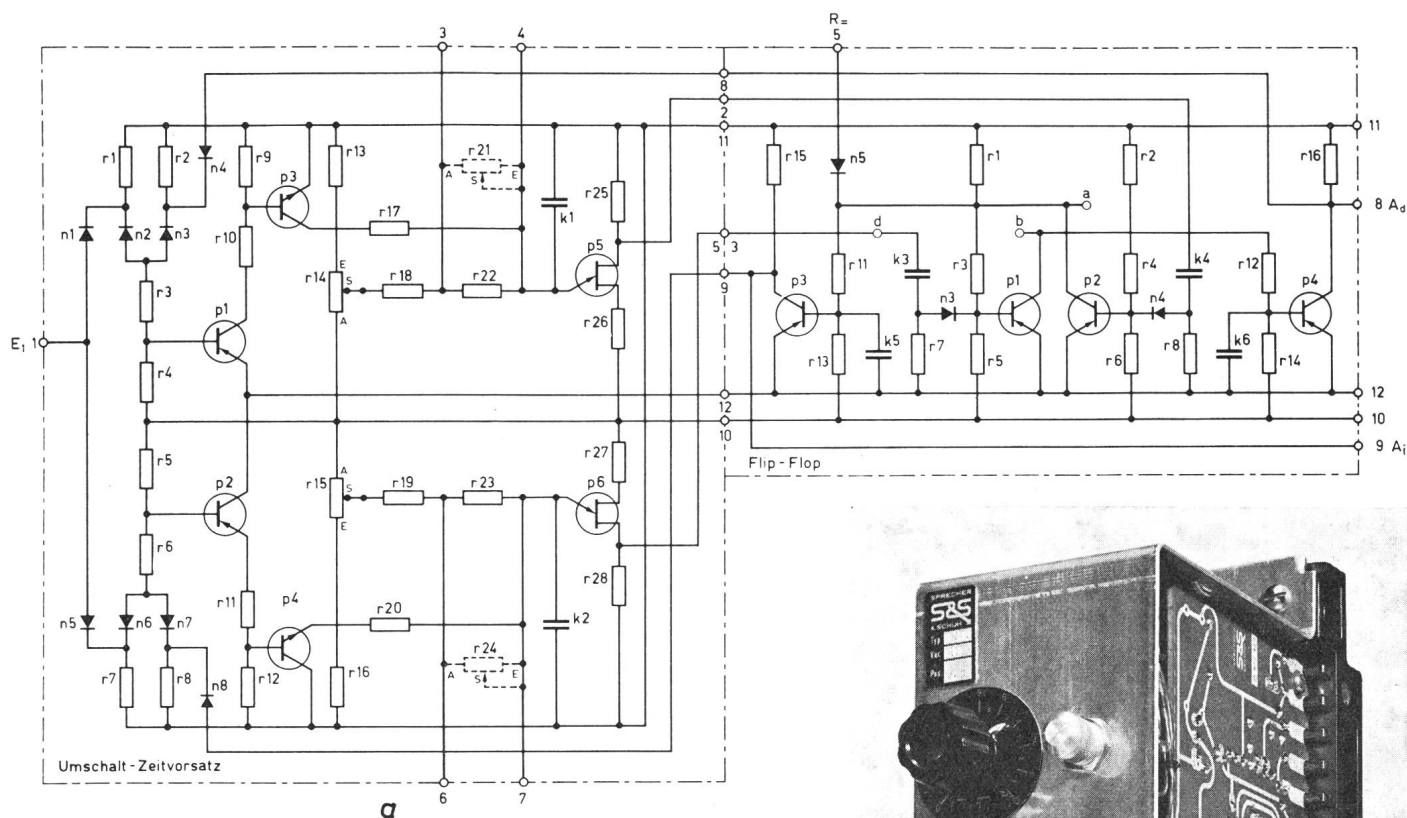 3
4
R=
5
8
2
11
11
r1
r2
n4
r9
p3
r13
r21
A
S
E
k1
r25
r15
n5
r1
r2
r16
8 Ad
n1
n2
n3
r10
r17
p5
5
3
d
a
b
E
r14
S
r18
r22
A
r26
9
p3
r11
k3
r3
p1
p2
r4
k4
r12
p4
r3
p1
n3
n4
E1 1
r4
r13
k5
r7
r5
r6
r8
k6
r14
12
12
10
10
9 Ai
Flip-Flop
r5
r27
A
r15
S
r19
r23
p6
E
p2
r6
r28
r11
p4
r20
k2
n5
n6
n7
r24
A
S
E
r7
r8
n8
r12
r16
Umschalt-Zeitvorsatz
6
7
a
SPRECHER
S&S
& SCHUH
Typ
S&S